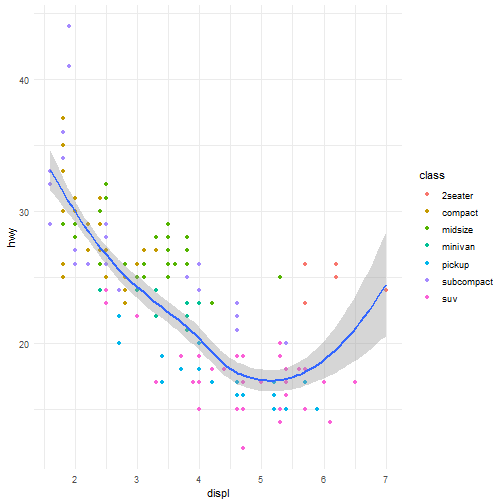 40
30
20
hwy
2
3
4
5
6
7
displ
class
2seater
compact
midsize
minivan
pickup
subcompact
suv